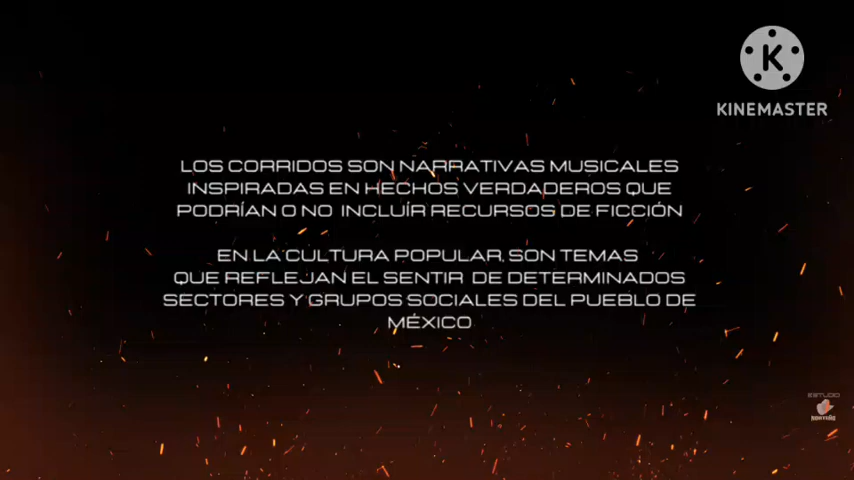 KINEMASTER
LOS CORRIDOS SON NARRATIVAS MUSICALES
INSPIRADAS EN HECHOS VERDADEROS QUE
PODRÍAN O NO INCLUÍR RECURSOS DE FICCIÓN
EN LA CULTURA POPULAR, SON TEMAS
QUE REFLEJAN EL SENTIR DE DETERMINADOS
SECTORES Y GRUPOS SOCIALES DEL PUEBLO DE
MÉXICO
ESTUDIO